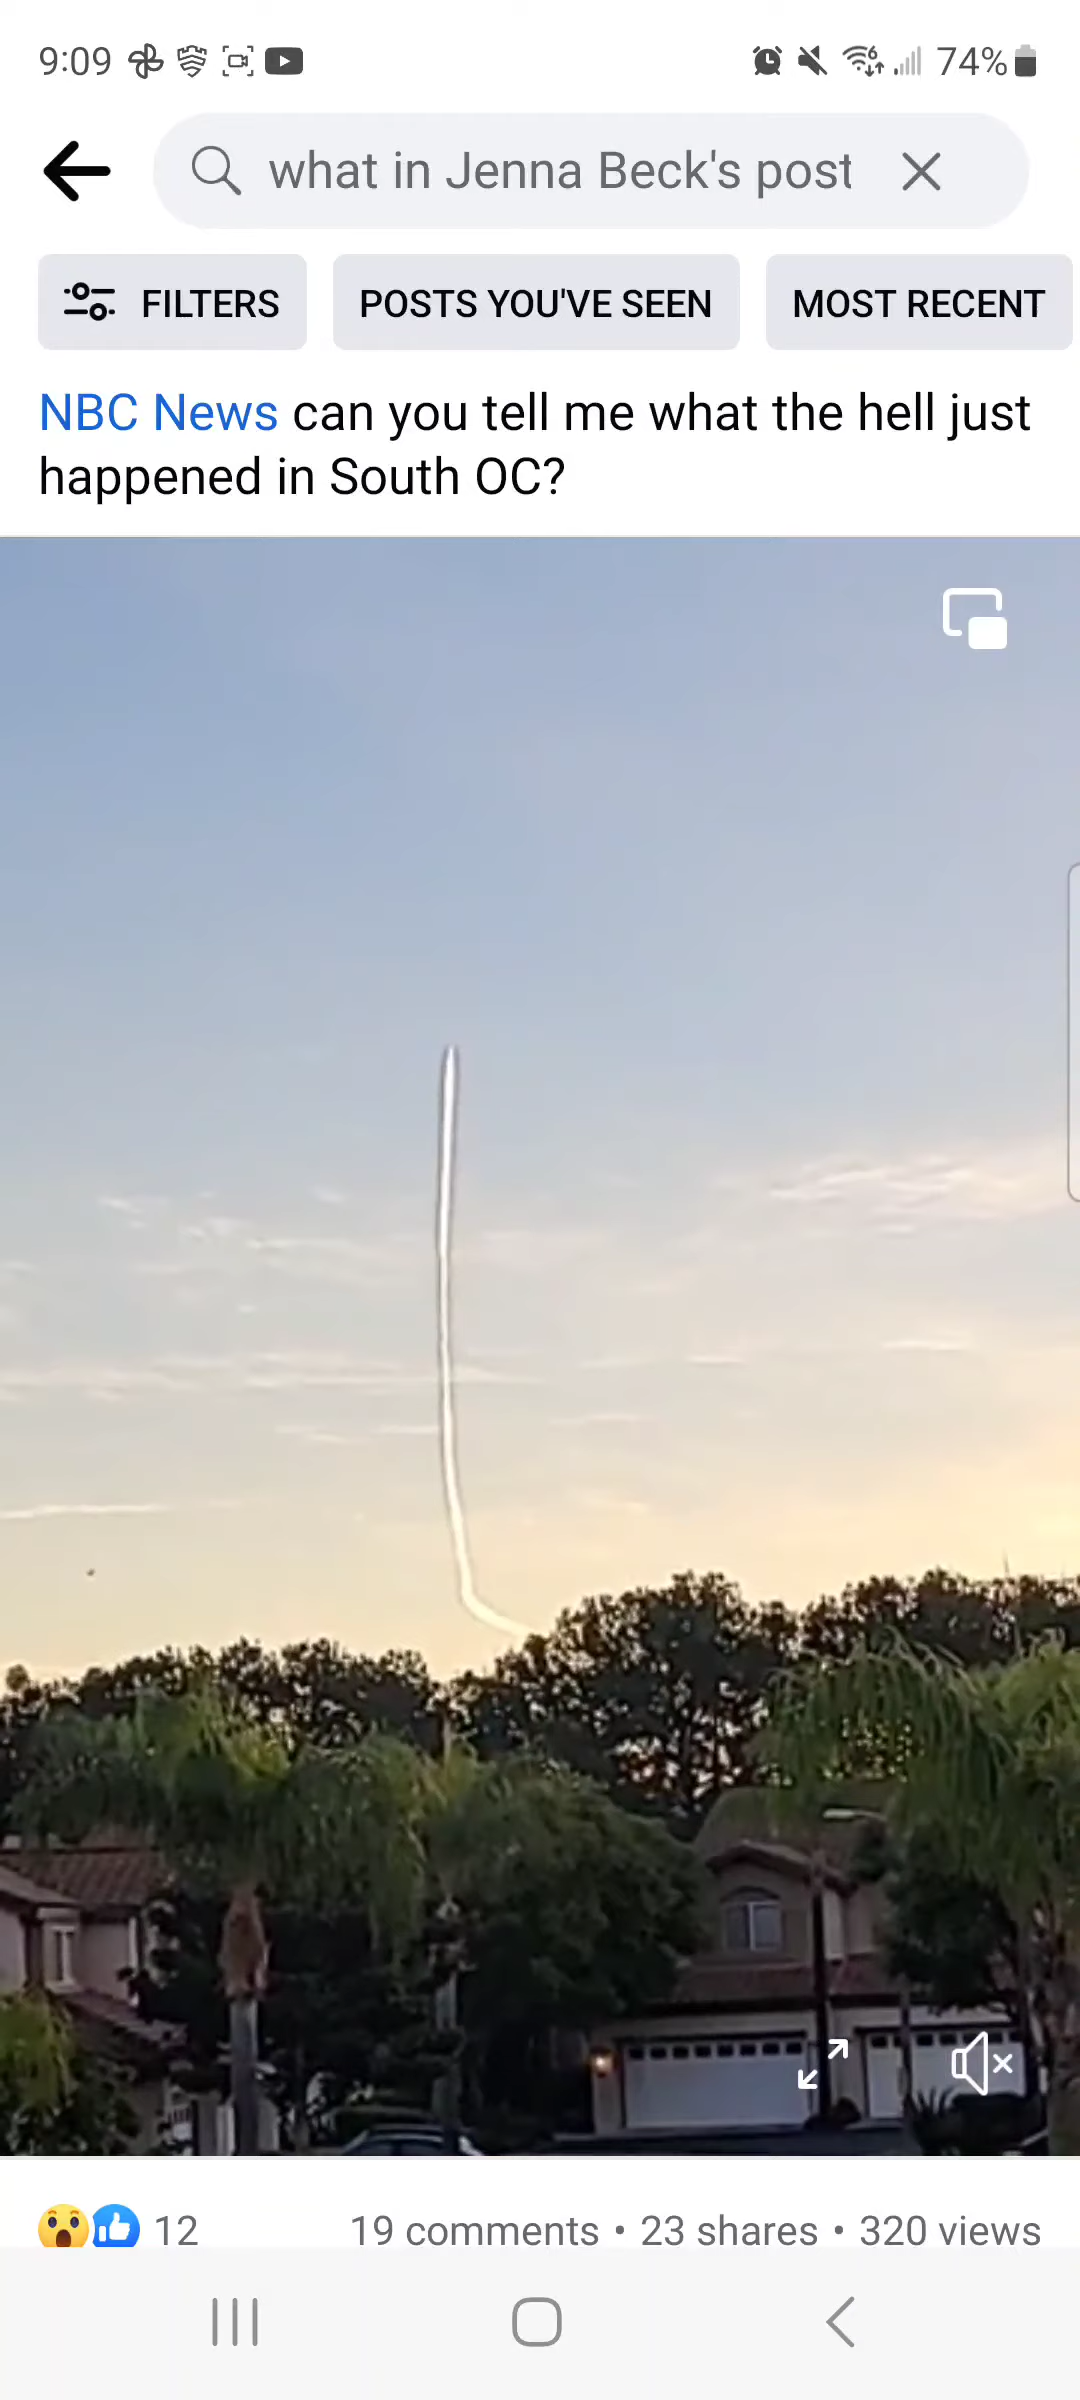 9:09 74%
what in Jenna Beck's post
FILTERS POSTS YOU'VE SEEN MOST RECENT
NBC News can you tell me what the hell just
happened in South OC?
12 19 comments • 23 shares • 320 views